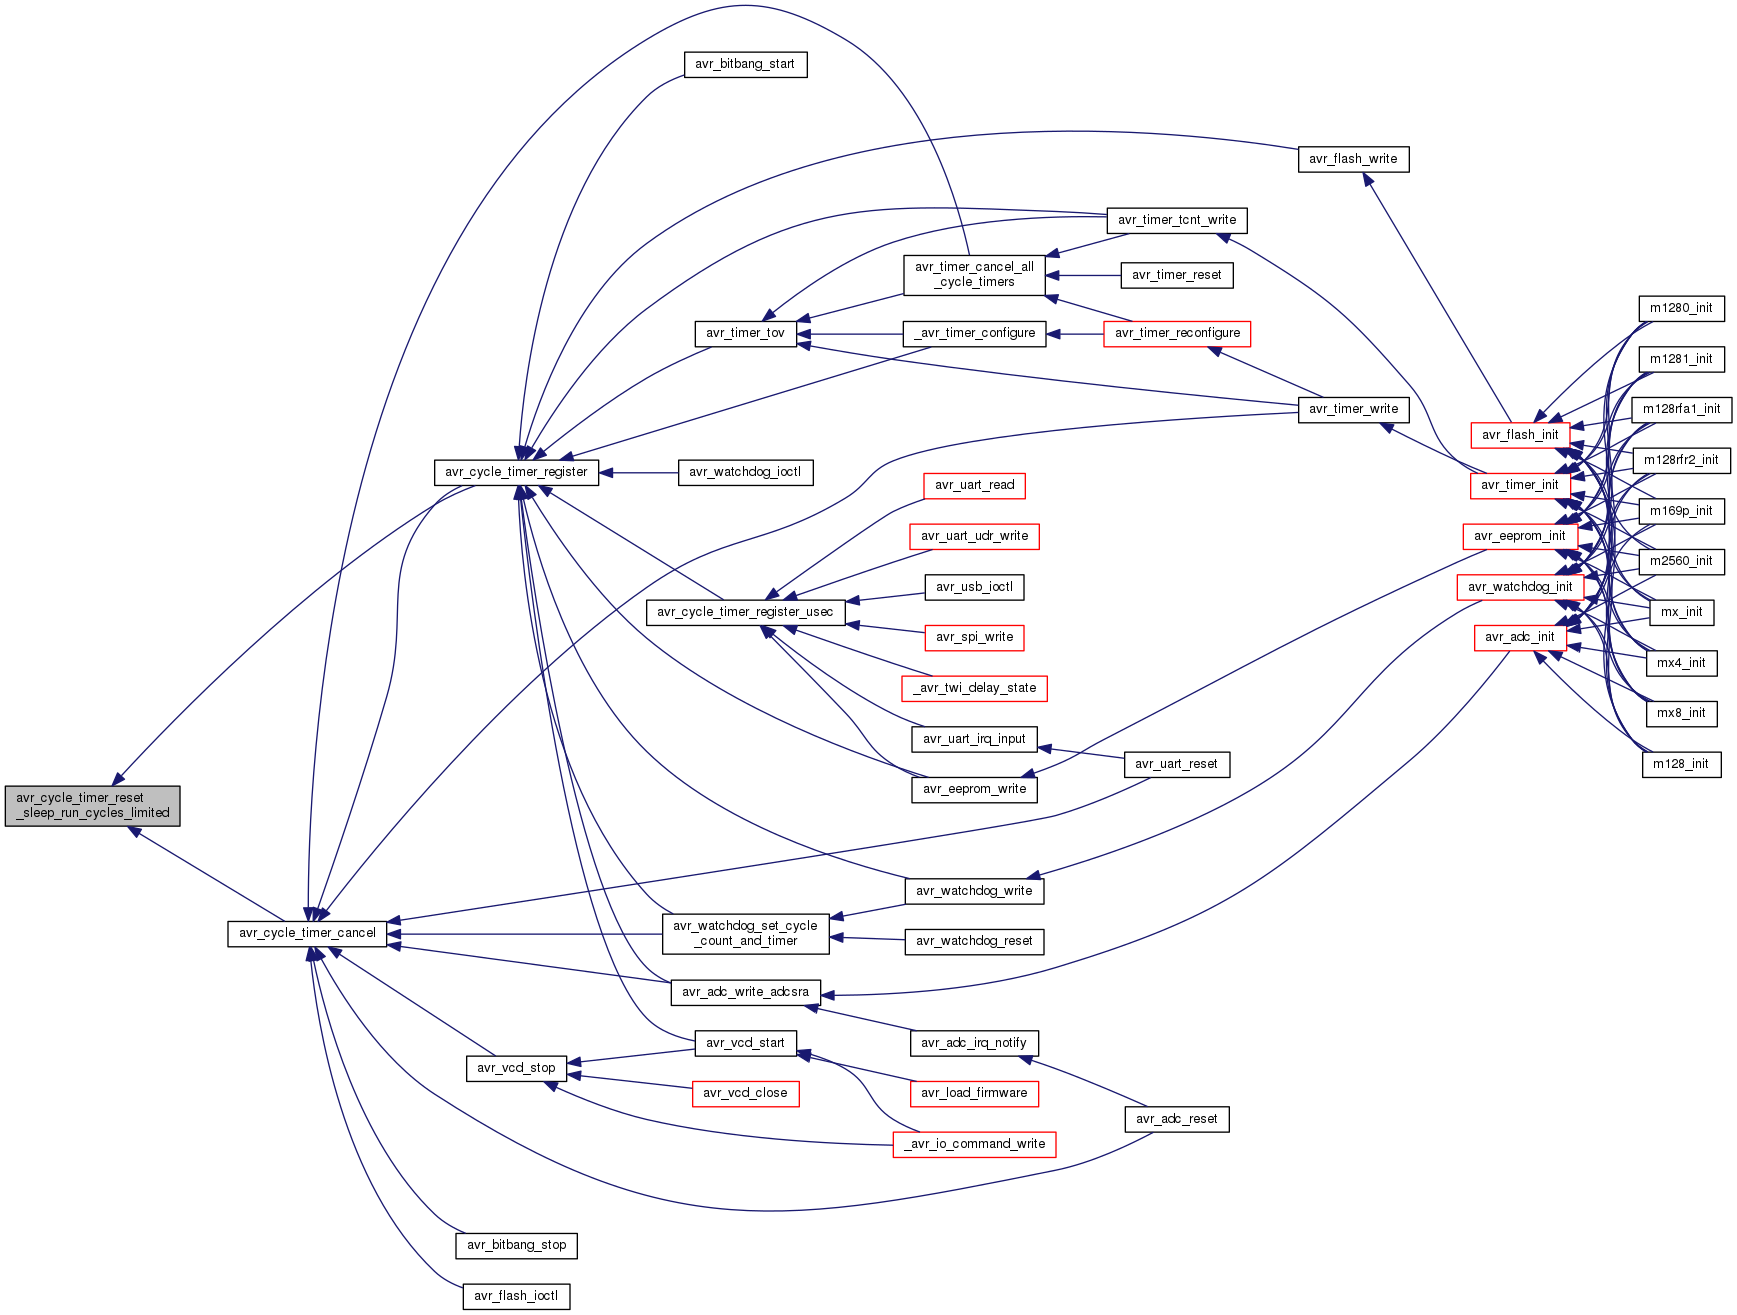 avr_bitbang_start
avr_flash_write
avr_timer_tcnt_write
avr_timer_cancel_all
_cycle_timers
avr_timer_reset
avr_timer_tov
_avr_timer_configure
avr_timer_reconfigure
avr_timer_write
avr_cycle_timer_register
avr_watchdog_ioctl
avr_uart_read
avr_uart_udr_write
avr_usb_ioctl
avr_cycle_timer_register_usec
avr_spi_write
_avr_twi_delay_state
avr_uart_irq_input
avr_uart_reset
avr_eeprom_write
avr_cycle_timer_reset
_sleep_run_cycles_limited
avr_cycle_timer_cancel
avr_watchdog_write
avr_watchdog_set_cycle
_count_and_timer
avr_watchdog_reset
avr_adc_write_adcsra
avr_vcd_start
avr_adc_irq_notify
avr_vcd_stop
avr_vcd_close
avr_load_firmware
avr_adc_reset
_avr_io_command_write
avr_bitbang_stop
avr_flash_ioctl
avr_flash_init
avr_timer_init
avr_eeprom_init
avr_watchdog_init
avr_adc_init
m1280_init
m1281_init
m128rfa1_init
m128rfr2_init
m169p_init
m2560_init
mx_init
mx4_init
mx8_init
m128_init